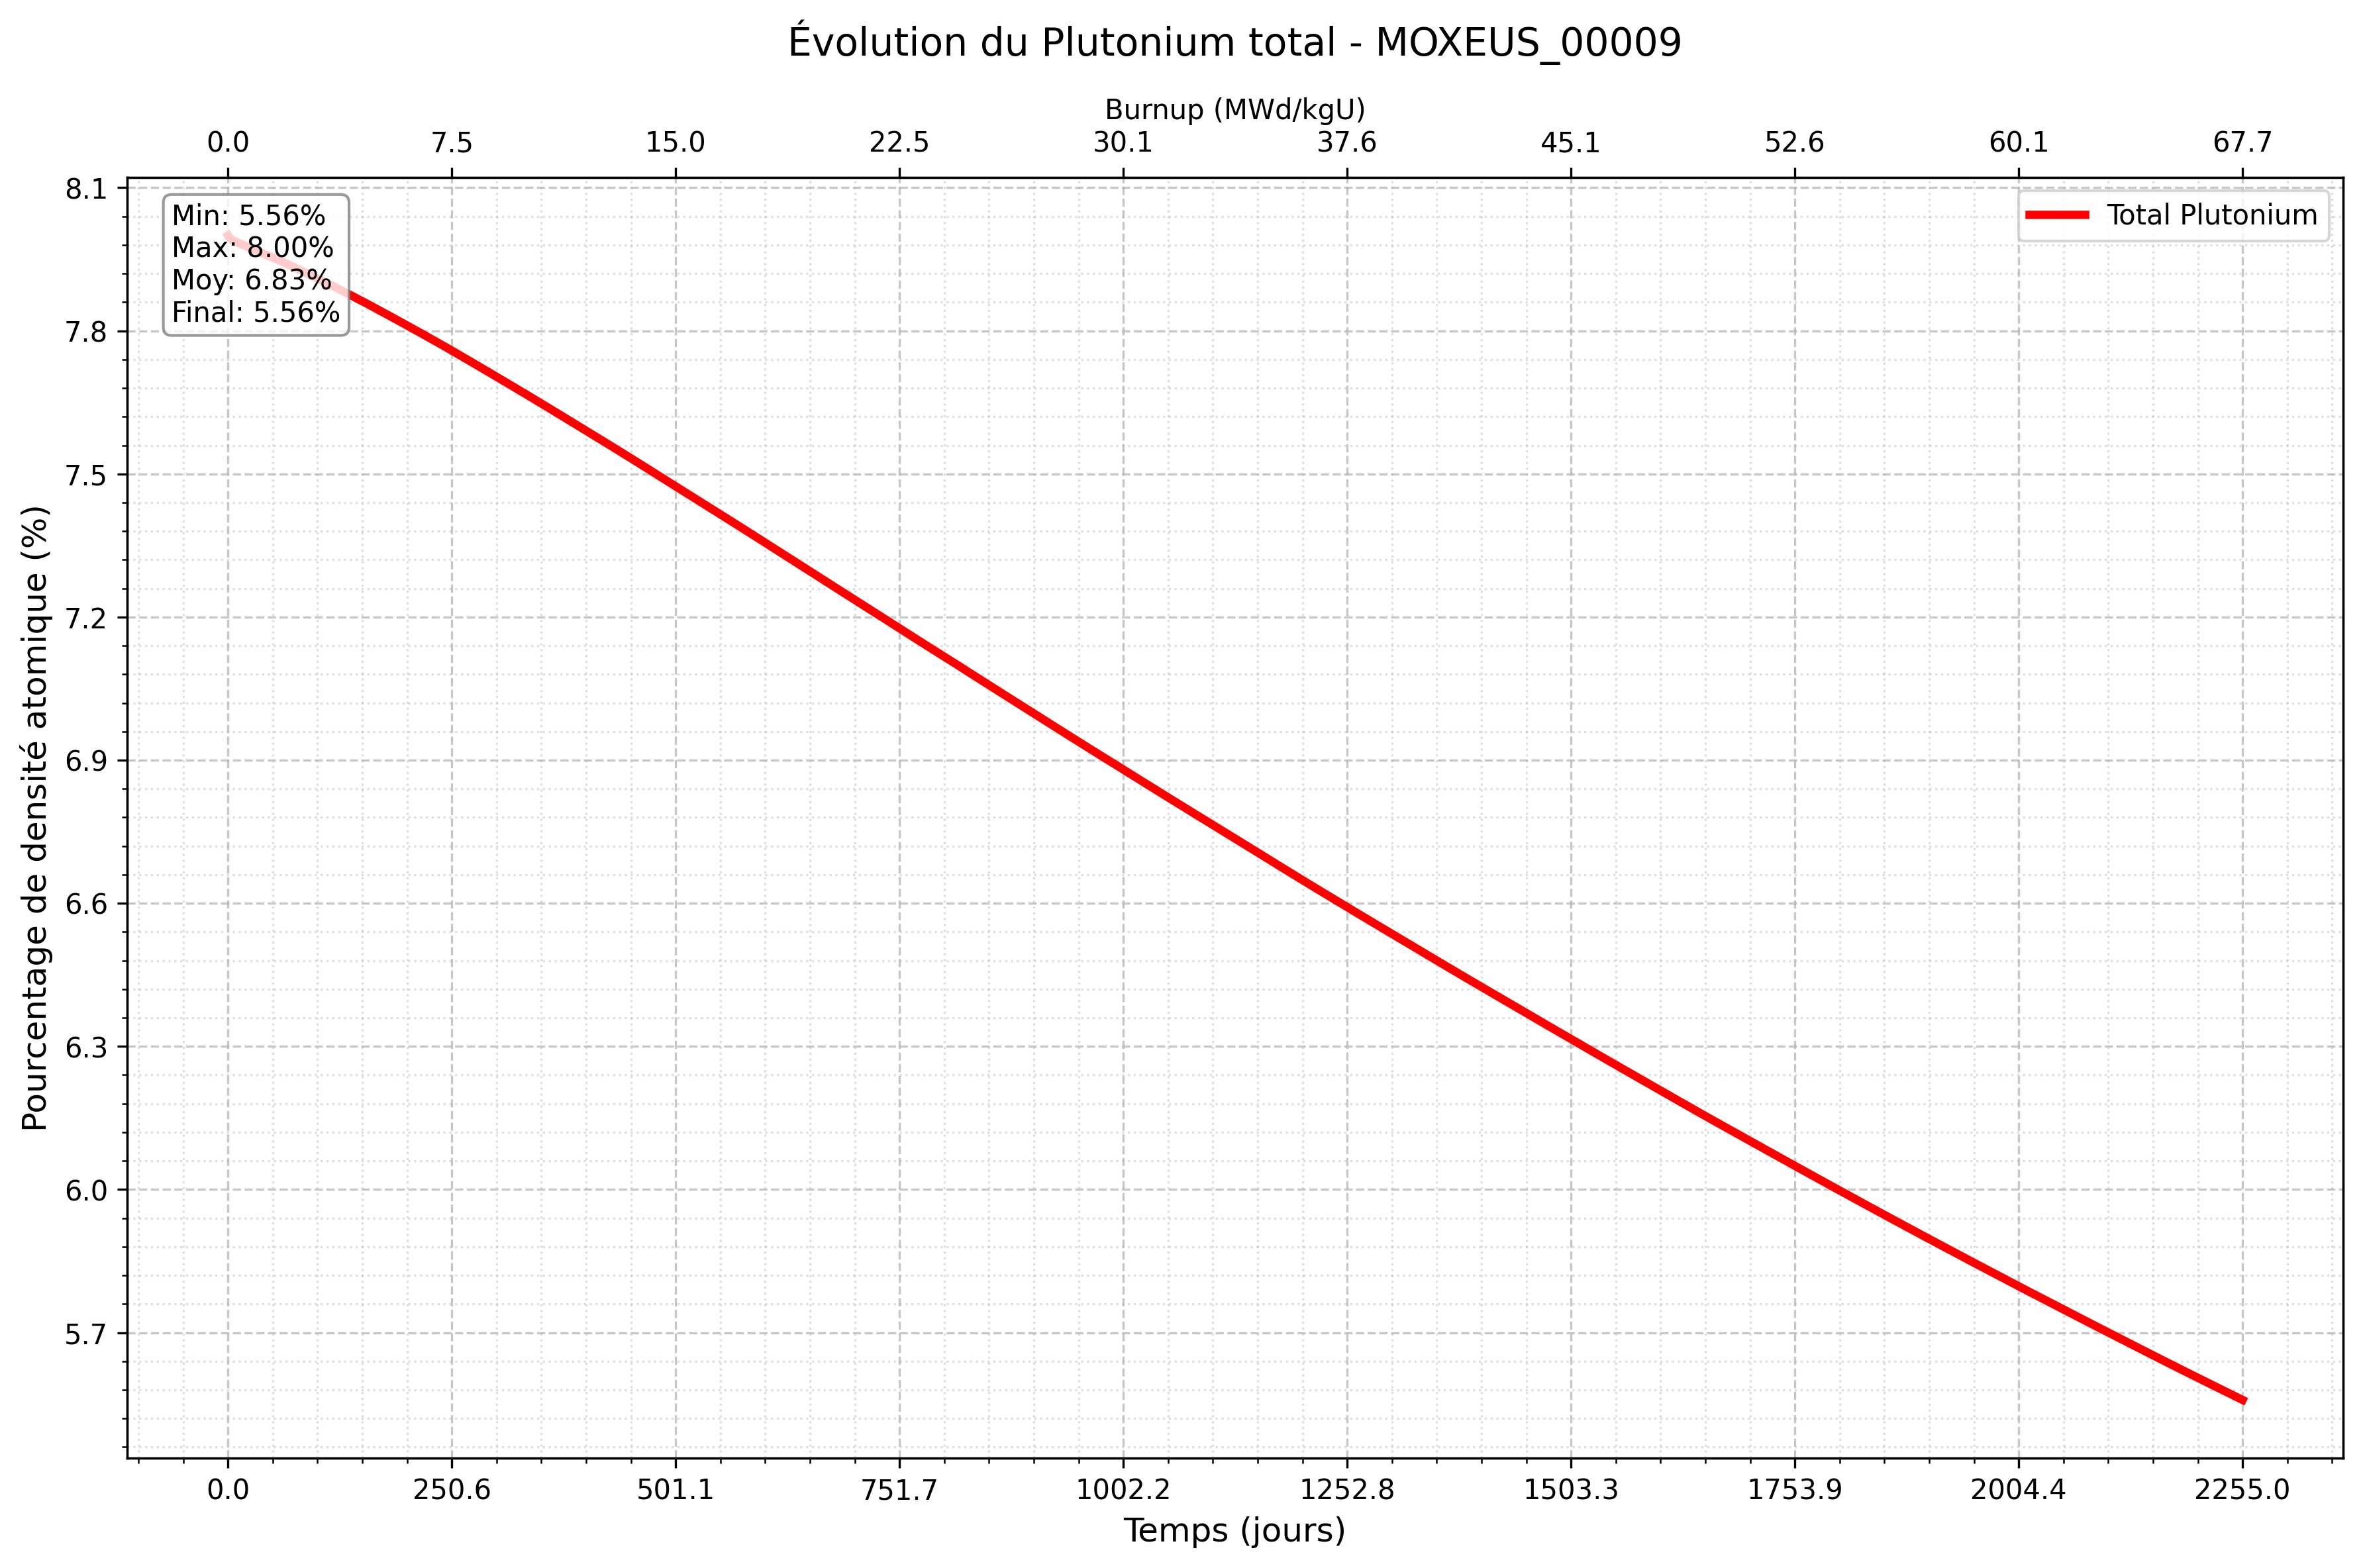 Évolution du Plutonium total - MOXEUS_00009
Burnup (MWd/kgU)
0.0 7.5 15.0 22.5 30.1 37.6 45.1 52.6 60.1 67.7
Min: 5.56%
Max: 8.00%
Moy: 6.83%
Final: 5.56%
Total Plutonium
Pourcentage de densité atomique (%)
8.1
7.8
7.5
7.2
6.9
6.6
6.3
6.0
5.7
0.0 250.6 501.1 751.7 1002.2 1252.8 1503.3 1753.9 2004.4 2255.0
Temps (jours)